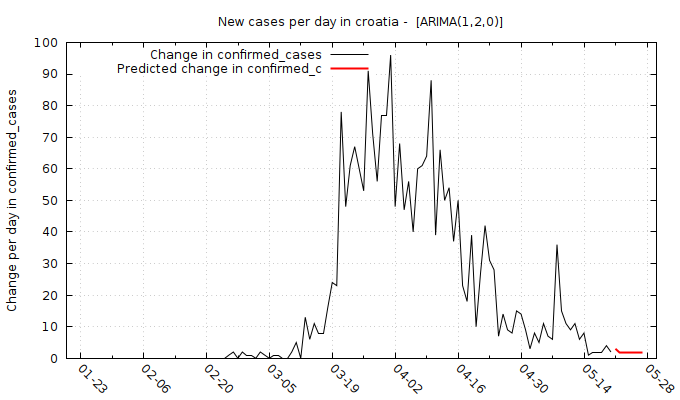 New cases per day in croatia -  [ARIMA(1,2,0)]
Change in confirmed_cases
Predicted change in confirmed_c
Change per day in confirmed_cases
100
90
80
70
60
50
40
30
20
10
0
01-23 02-06 02-20 03-05 03-19 04-02 04-16 04-30 05-14 05-28